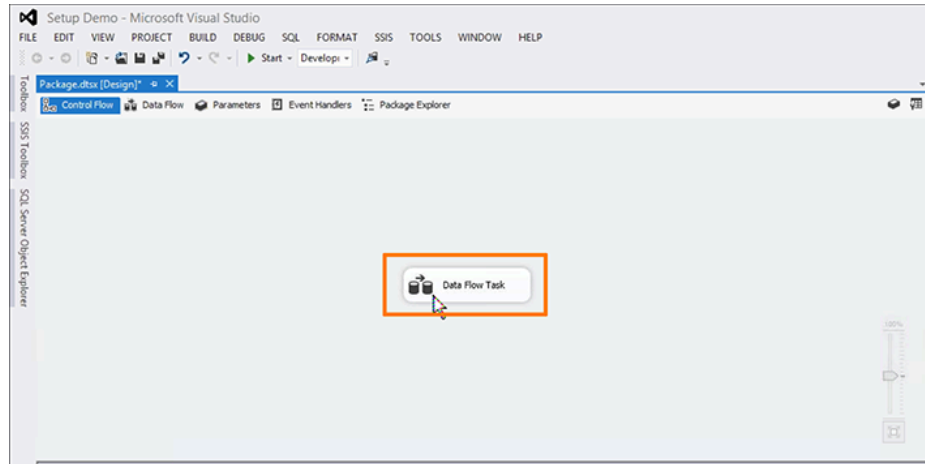 Setup Demo - Microsoft Visual Studio
FILE EDIT VIEW PROJECT BUILD DEBUG SQL FORMAT SSIS TOOLS WINDOW HELP
Start Developi
Package.dtsx [Design]*
Control Flow Data Flow Parameters Event Handlers Package Explorer
Toolbox
SSIS Toolbox
SQL Server Object Explorer
Data Flow Task
100%